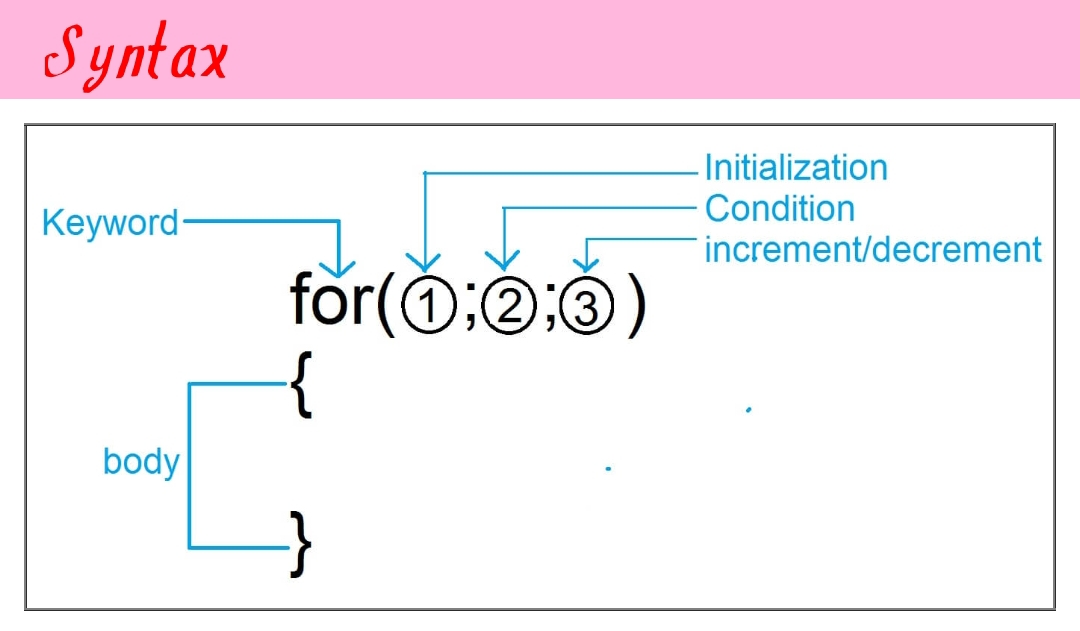 Syntax
Initialization
Keyword
Condition
increment/decrement
for(①;②;③)
{
body
}